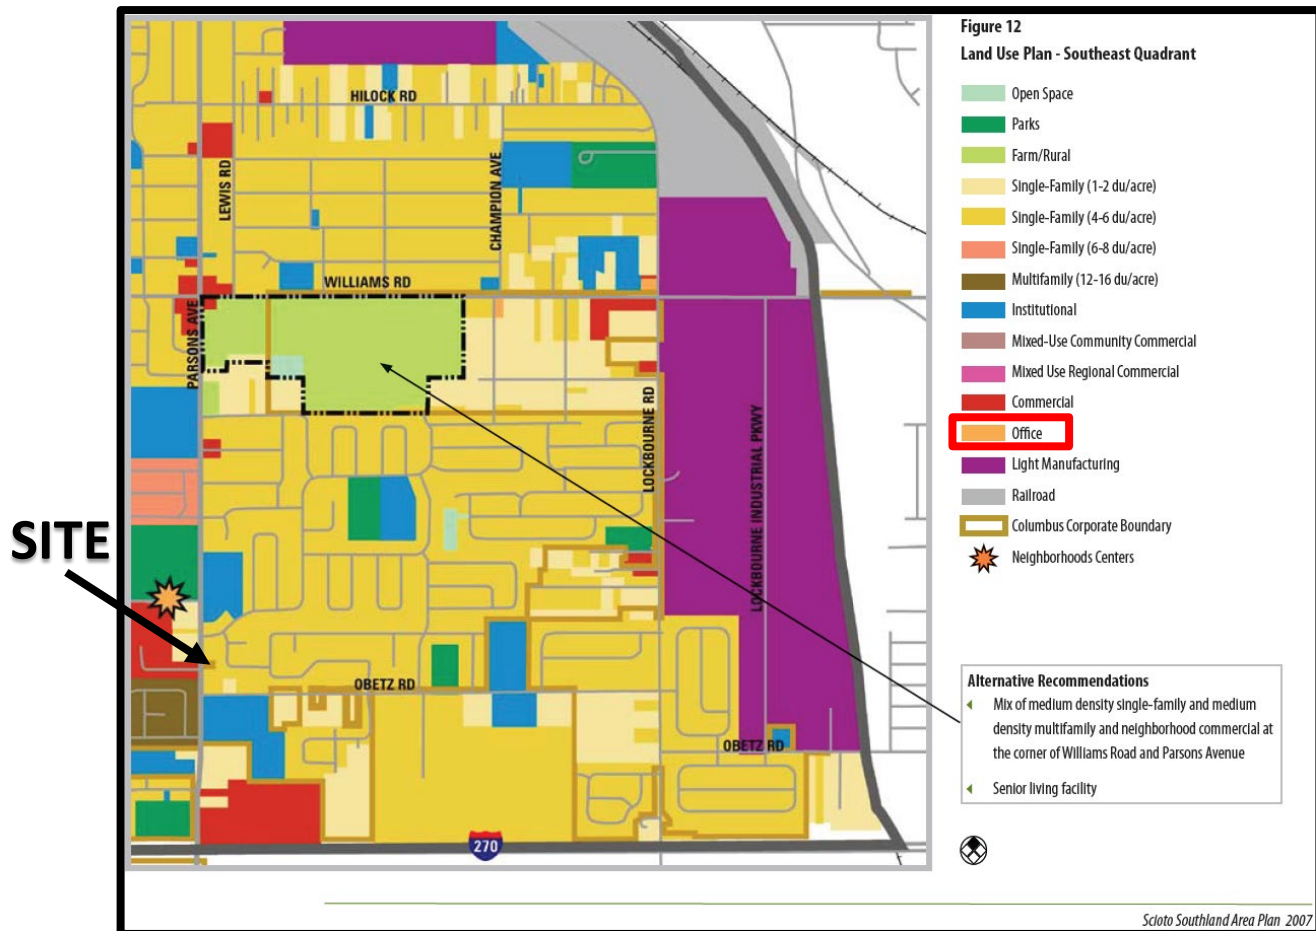 Figure 12
Land Use Plan - Southeast Quadrant
Open Space
Parks
Farm/Rural
Single-Family (1-2 du/acre)
Single-Family (4-6 du/acre)
Single-Family (6-8 du/acre)
Multifamily (12-16 du/acre)
Institutional
Mixed-Use Community Commercial
Mixed Use Regional Commercial
Commercial
Office
Light Manufacturing
Railroad
Columbus Corporate Boundary
Neighborhoods Centers
HILOCK RD
LEWIS RD
CHAMPION AVE
WILLIAMS RD
PARSONS AVE
LOCKBOURNE RD
LOCKBOURNE INDUSTRIAL PKWY
SITE
OBETZ RD
OBETZ RD
270
Alternative Recommendations
Mix of medium density single-family and medium
density multifamily and neighborhood commercial at
the corner of Williams Road and Parsons Avenue
Senior living facility
Scioto Southland Area Plan 2007